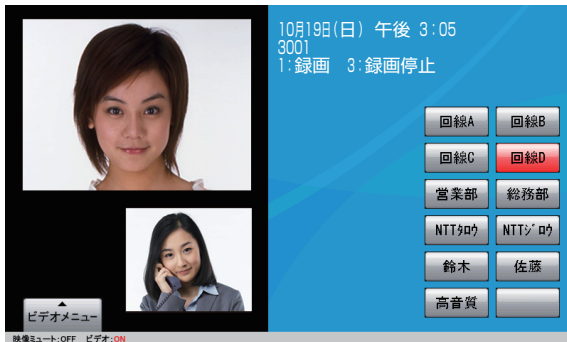 10月19日(日) 午後 3:05
3001
1:録画 3:録画停止
回線A 回線B
回線C 回線D
営業部 総務部
NTTタロウ NTTジロウ
鈴木 佐藤
高音質
ビデオメニュー
映像ミュート:OFF ビデオ:ON